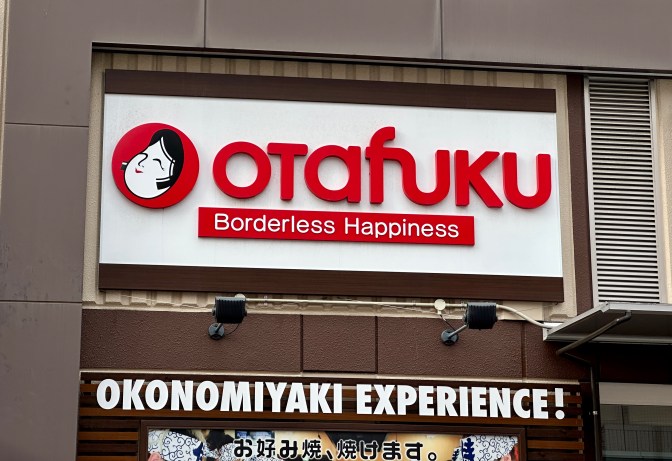 OTafuKU
Borderless Happiness
OKONOMIYAKI EXPERIENCE!
お好み焼、焼けます。